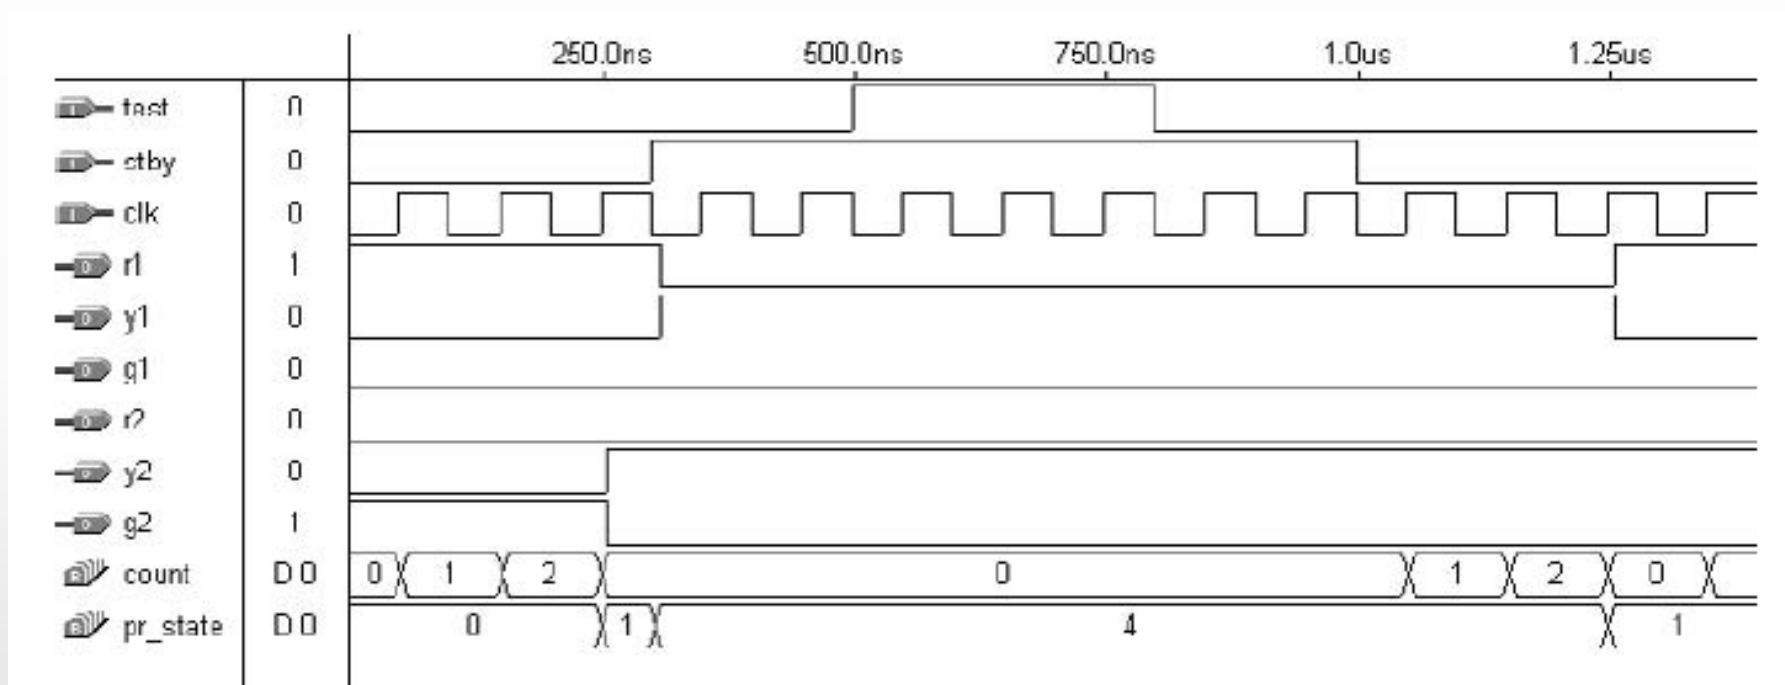 250.0ns 500.0ns 750.0ns 1.0us 1.25us
test 0
stby 0
clk 0
r1 1
y1 0
g1 0
r2 0
y2 0
g2 1
count D 0 0 1 2 0 1 2 0
pr_state D 0 0 1 4 1